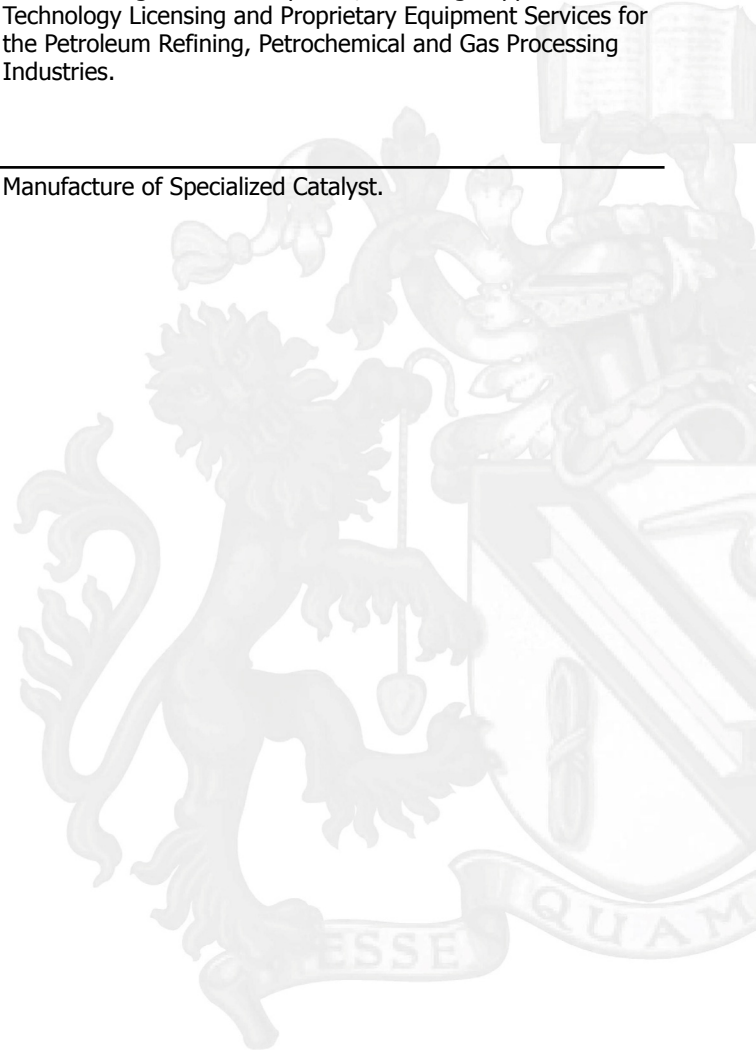 Technology Licensing and Proprietary Equipment Services for
the Petroleum Refining, Petrochemical and Gas Processing
Industries.
Manufacture of Specialized Catalyst.
ESSE QUAM